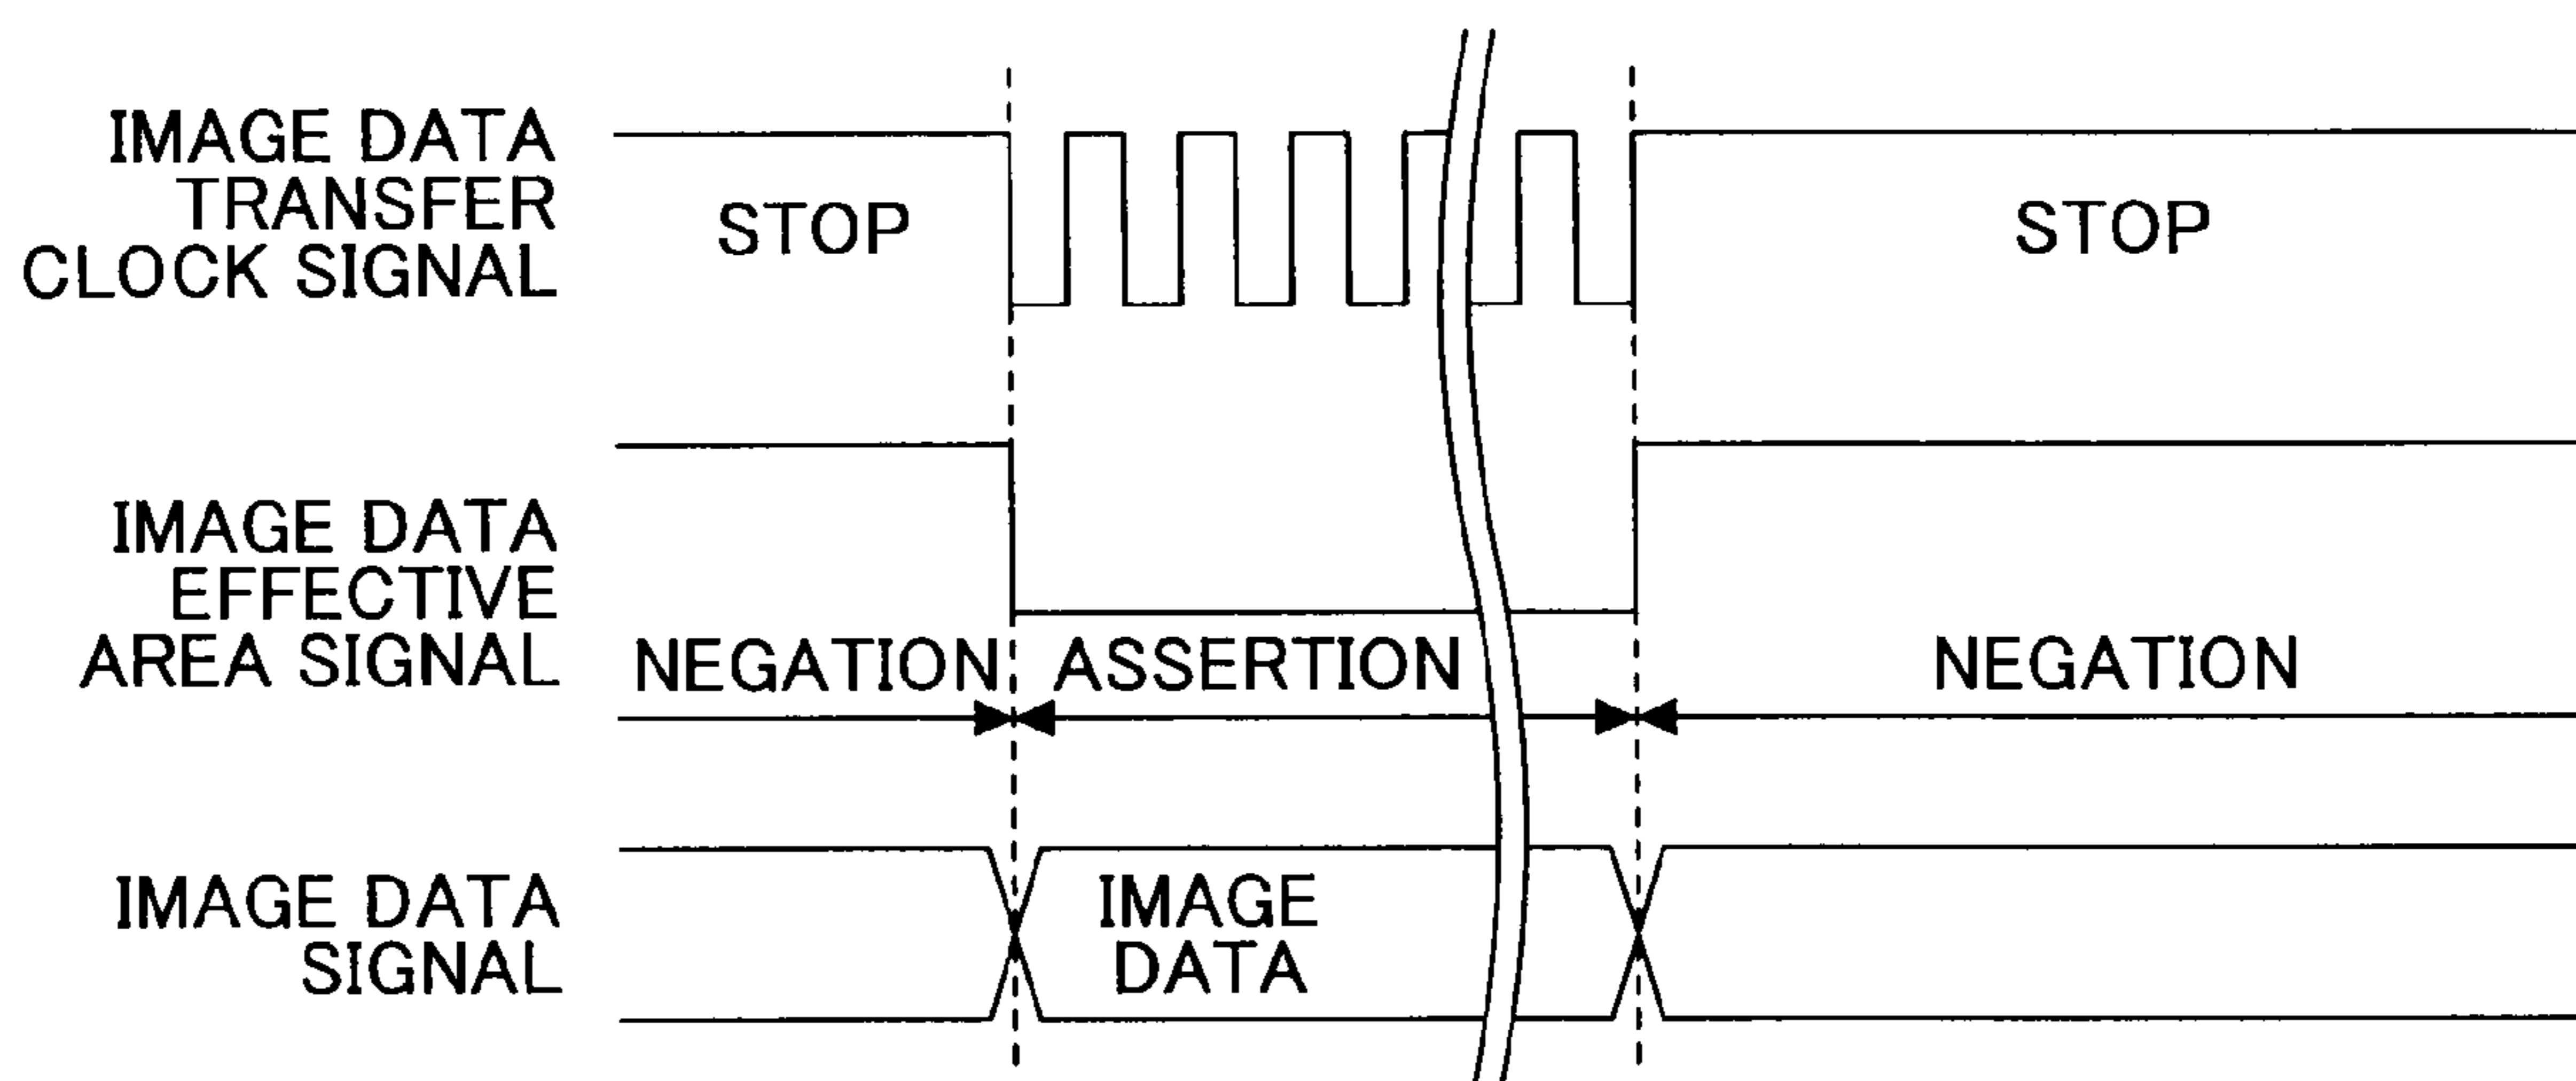 IMAGE DATA
TRANSFER
CLOCK SIGNAL
STOP
STOP
IMAGE DATA
EFFECTIVE
AREA SIGNAL
NEGATION
ASSERTION
NEGATION
IMAGE DATA
SIGNAL
IMAGE
DATA